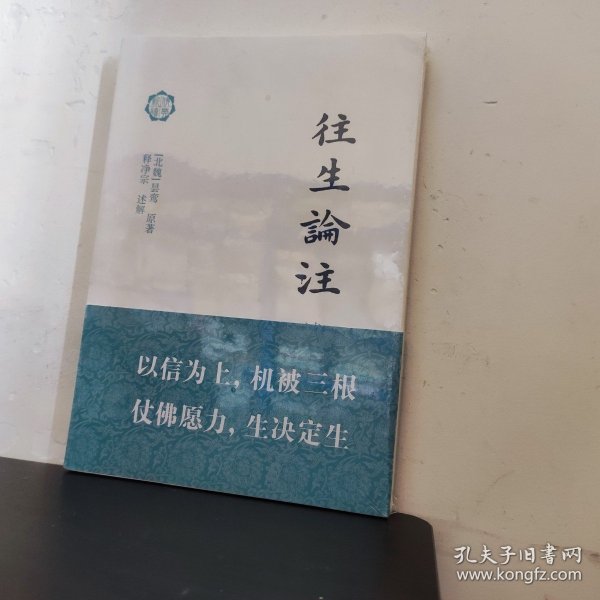 往生論注
[北魏]昙鸾 原著
释净宗 述解
以信为上，机被三根
仗佛愿力，生决定生
孔夫子旧书网
www.kongfz.com